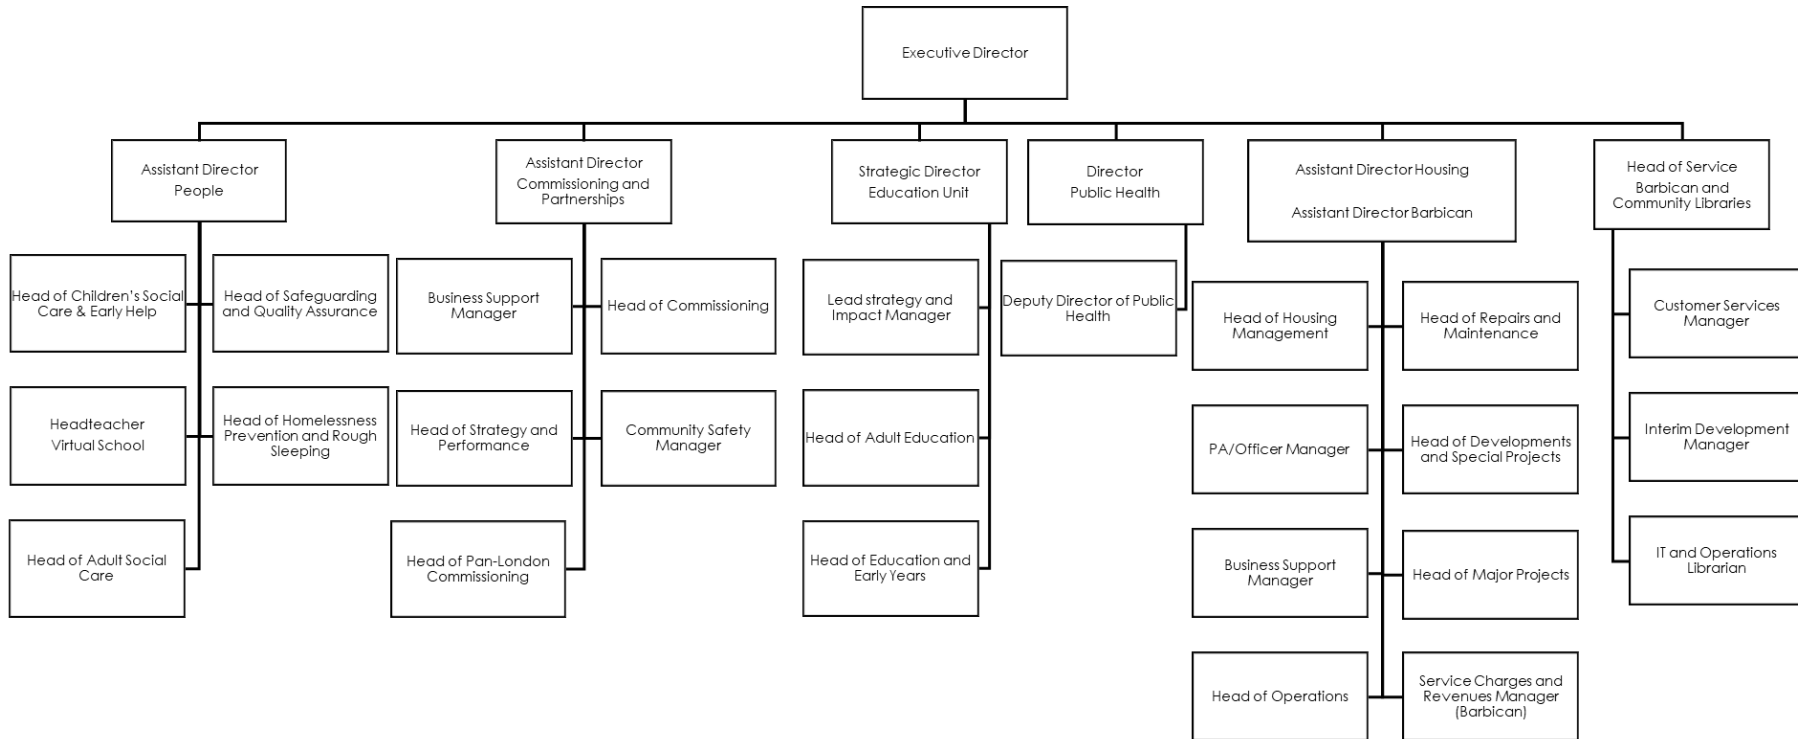 Executive Director
Assistant Director
People
Assistant Director
Commissioning and
Partnerships
Strategic Director
Education Unit
Director
Public Health
Assistant Director Housing
Assistant Director Barbican
Head of Service
Barbican and
Community Libraries
Head of Children's Social
Care & Early Help
Head of Safeguarding
and Quality Assurance
Headteacher
Virtual School
Head of Homelessness
Prevention and Rough
Sleeping
Head of Adult Social
Care
Business Support
Manager
Head of Commissioning
Head of Strategy and
Performance
Community Safety
Manager
Head of Pan-London
Commissioning
Lead strategy and
Impact Manager
Head of Adult Education
Head of Education and
Early Years
Deputy Director of Public
Health
Head of Housing
Management
Head of Repairs and
Maintenance
PA/Officer Manager
Head of Developments
and Special Projects
Business Support
Manager
Head of Major Projects
Head of Operations
Service Charges and
Revenues Manager
(Barbican)
Customer Services
Manager
Interim Development
Manager
IT and Operations
Librarian